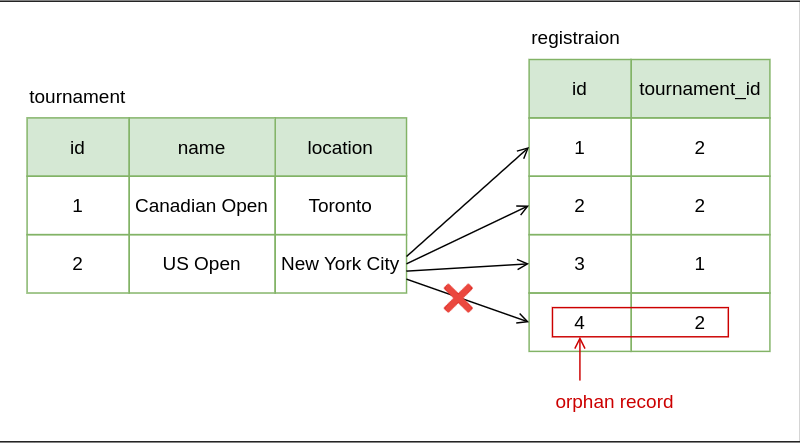 registraion
tournament
id name location
1 Canadian Open Toronto
2 US Open New York City
id tournament_id
1 2
2 2
3 1
4 2
orphan record